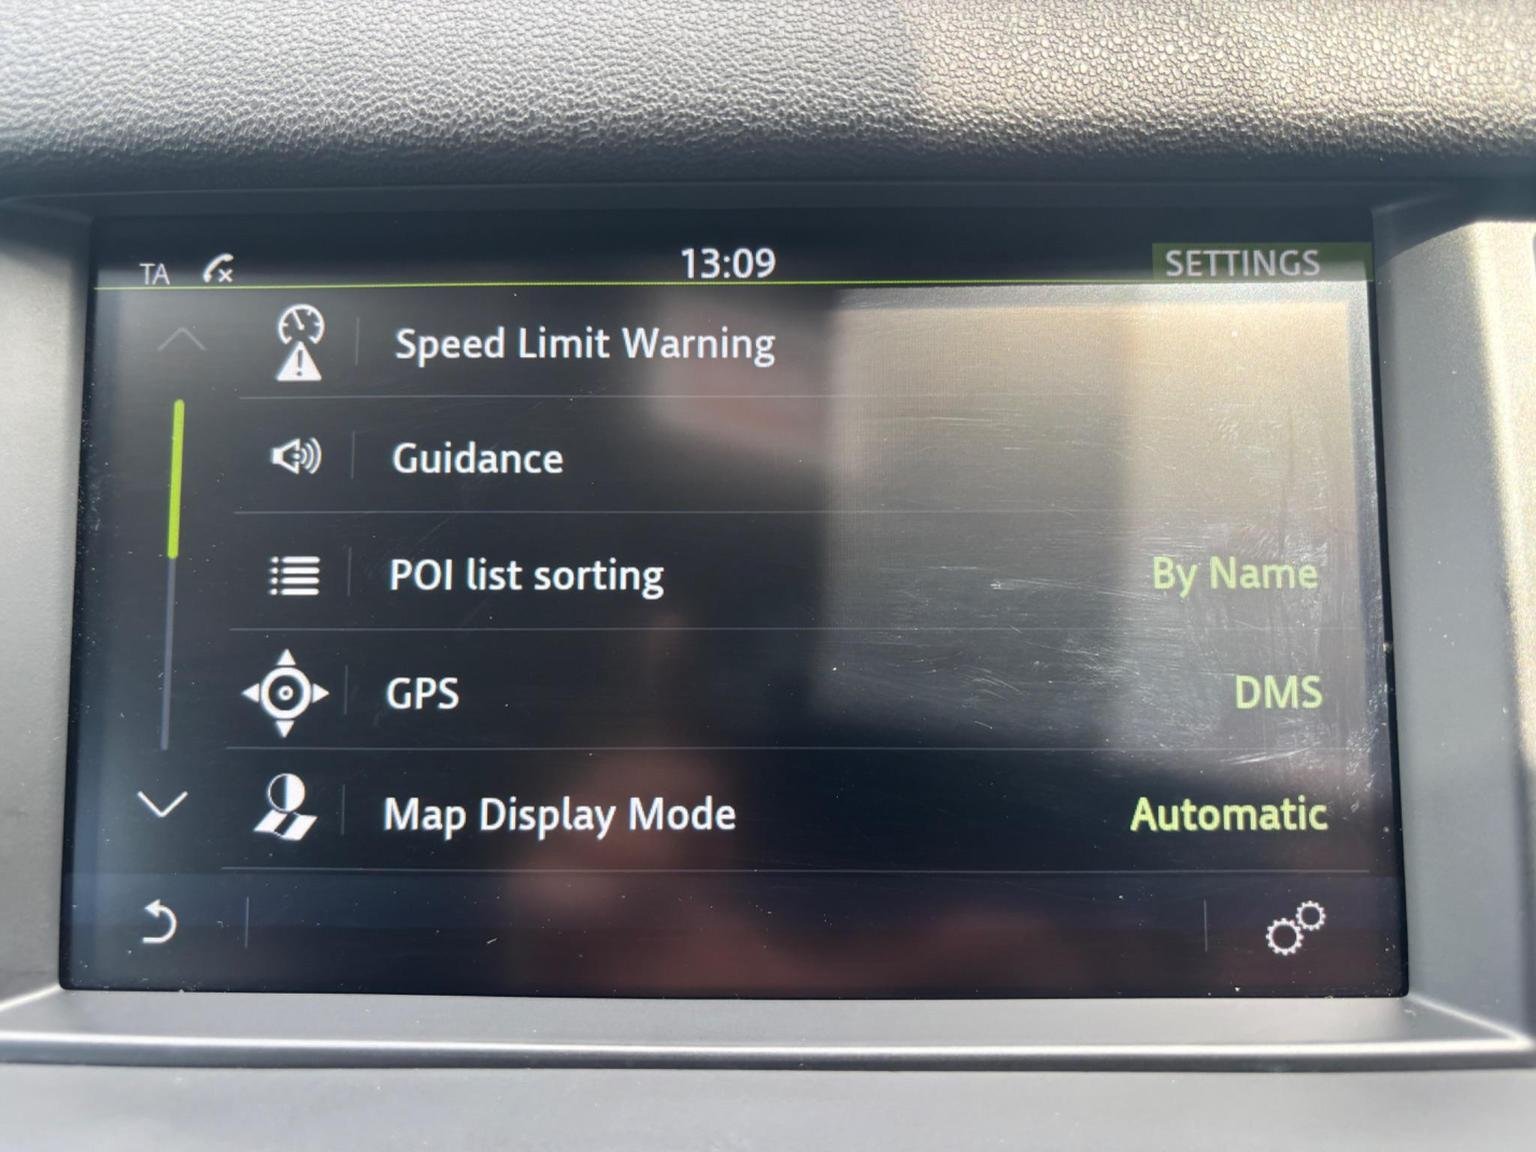 TA
13:09
SETTINGS
Speed Limit Warning
Guidance
POI list sorting
By Name
GPS
DMS
Map Display Mode
Automatic